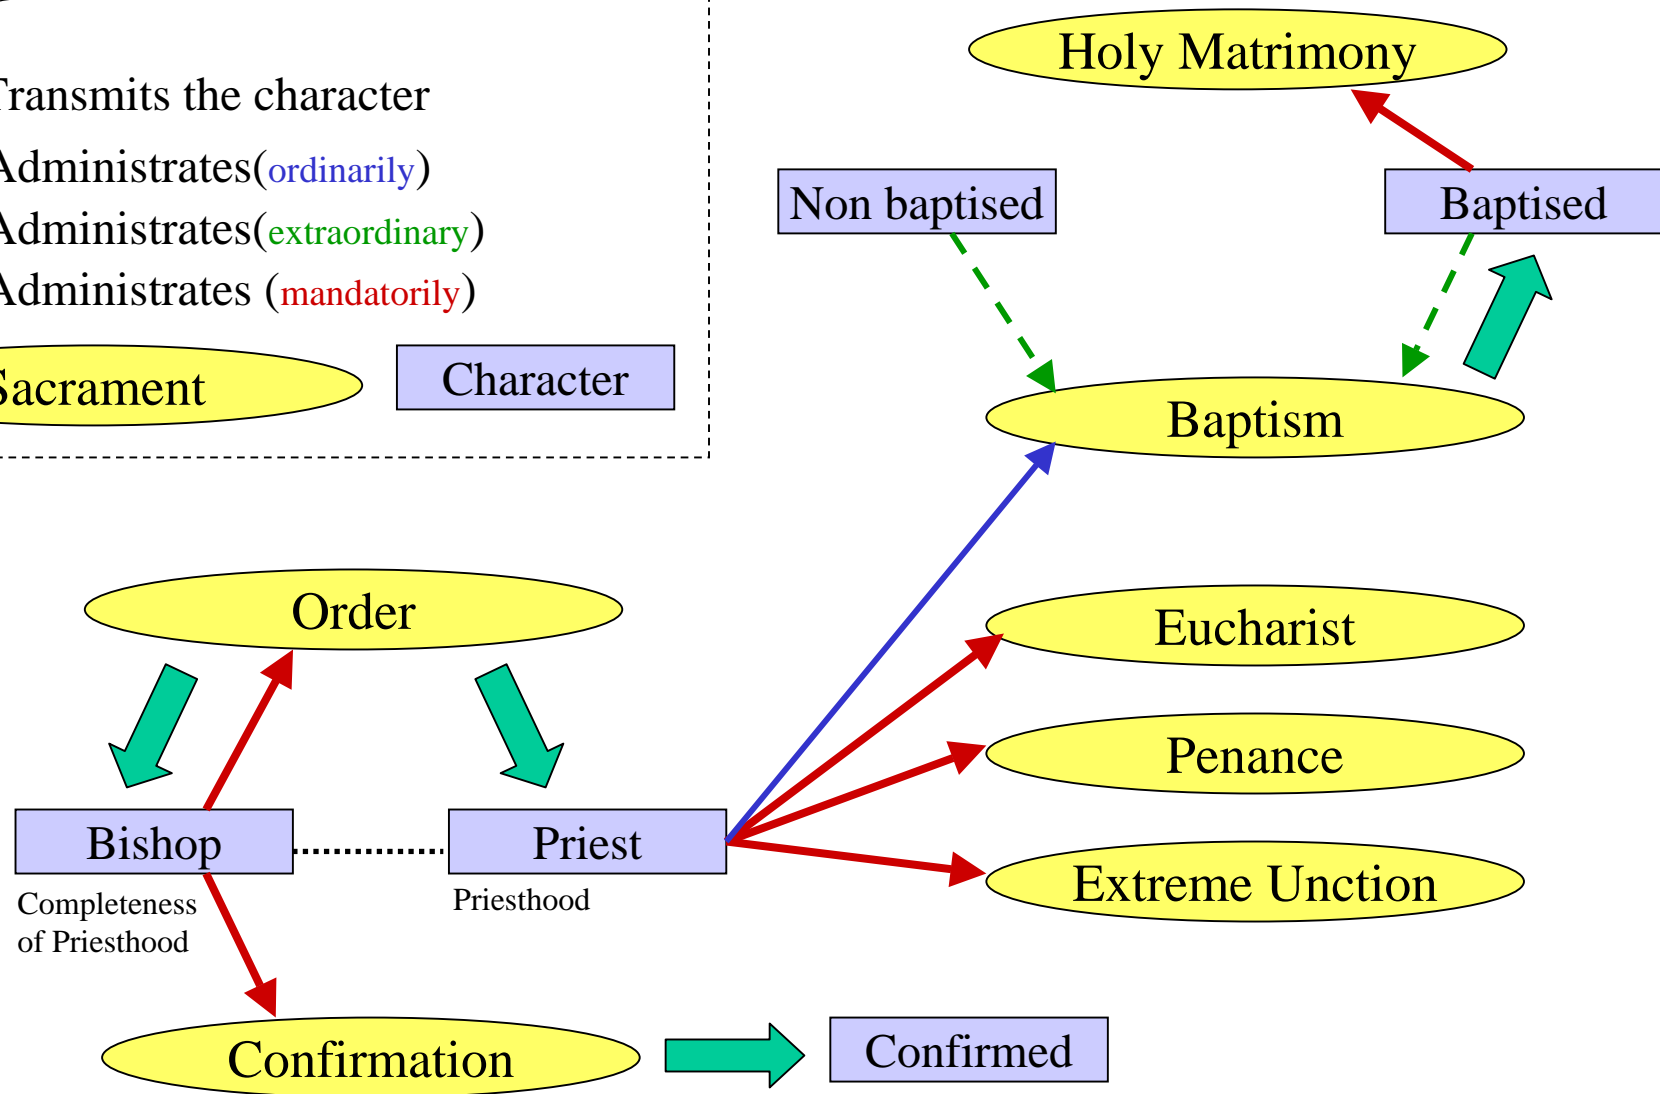 Transmits the character
Administrates(ordinarily)
Administrates(extraordinary)
Administrates (mandatorily)
Sacrament
Character
Holy Matrimony
Non baptised
Baptised
Baptism
Order
Eucharist
Penance
Bishop
Priest
Extreme Unction
Completeness
of Priesthood
Priesthood
Confirmation
Confirmed